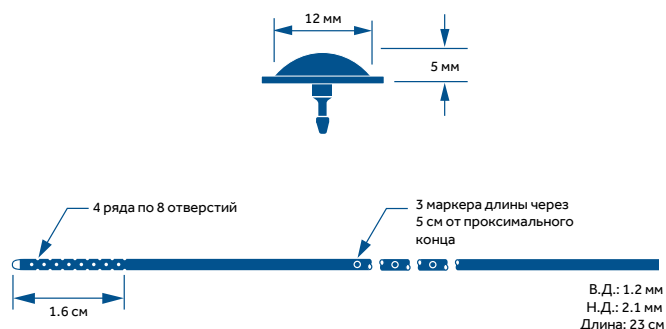 12 мм
5 мм
4 ряда по 8 отверстий
3 маркера длины через
5 см от проксимального
конца
1.6 см
В.Д.: 1.2 мм
Н.Д.: 2.1 мм
Длина: 23 см